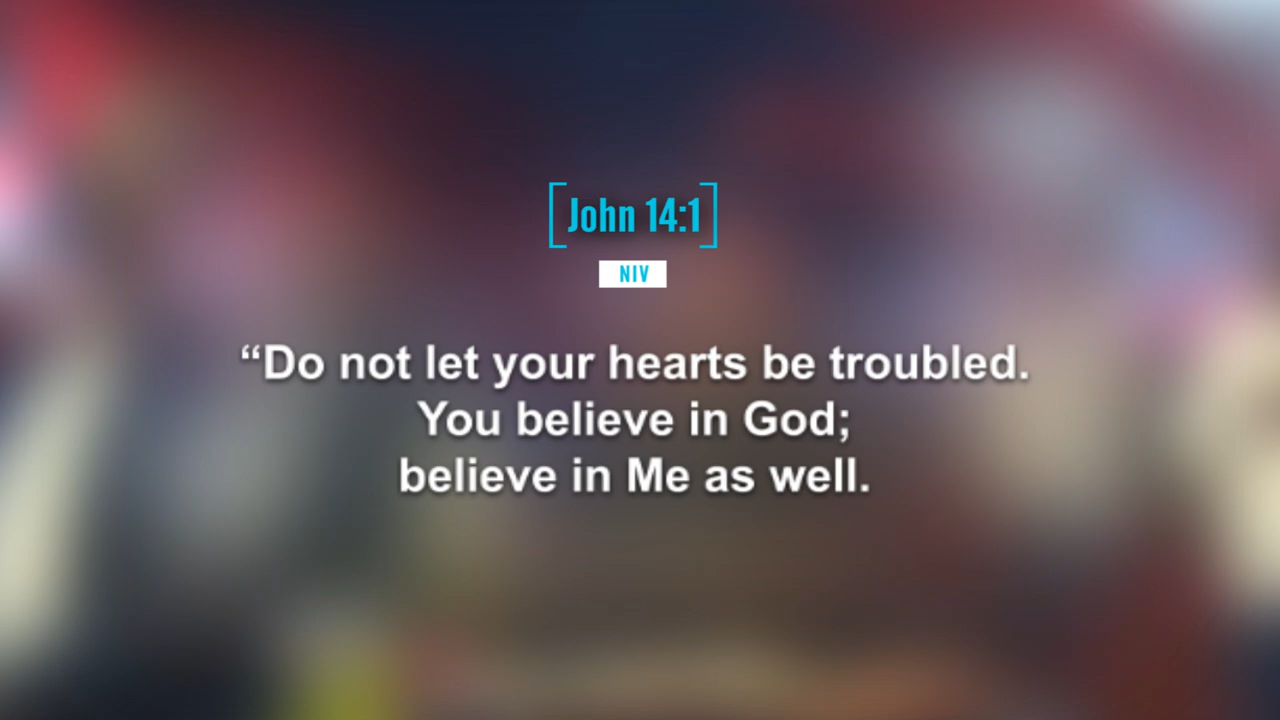 [John 14:1]
NIV
“Do not let your hearts be troubled.
You believe in God;
believe in Me as well.